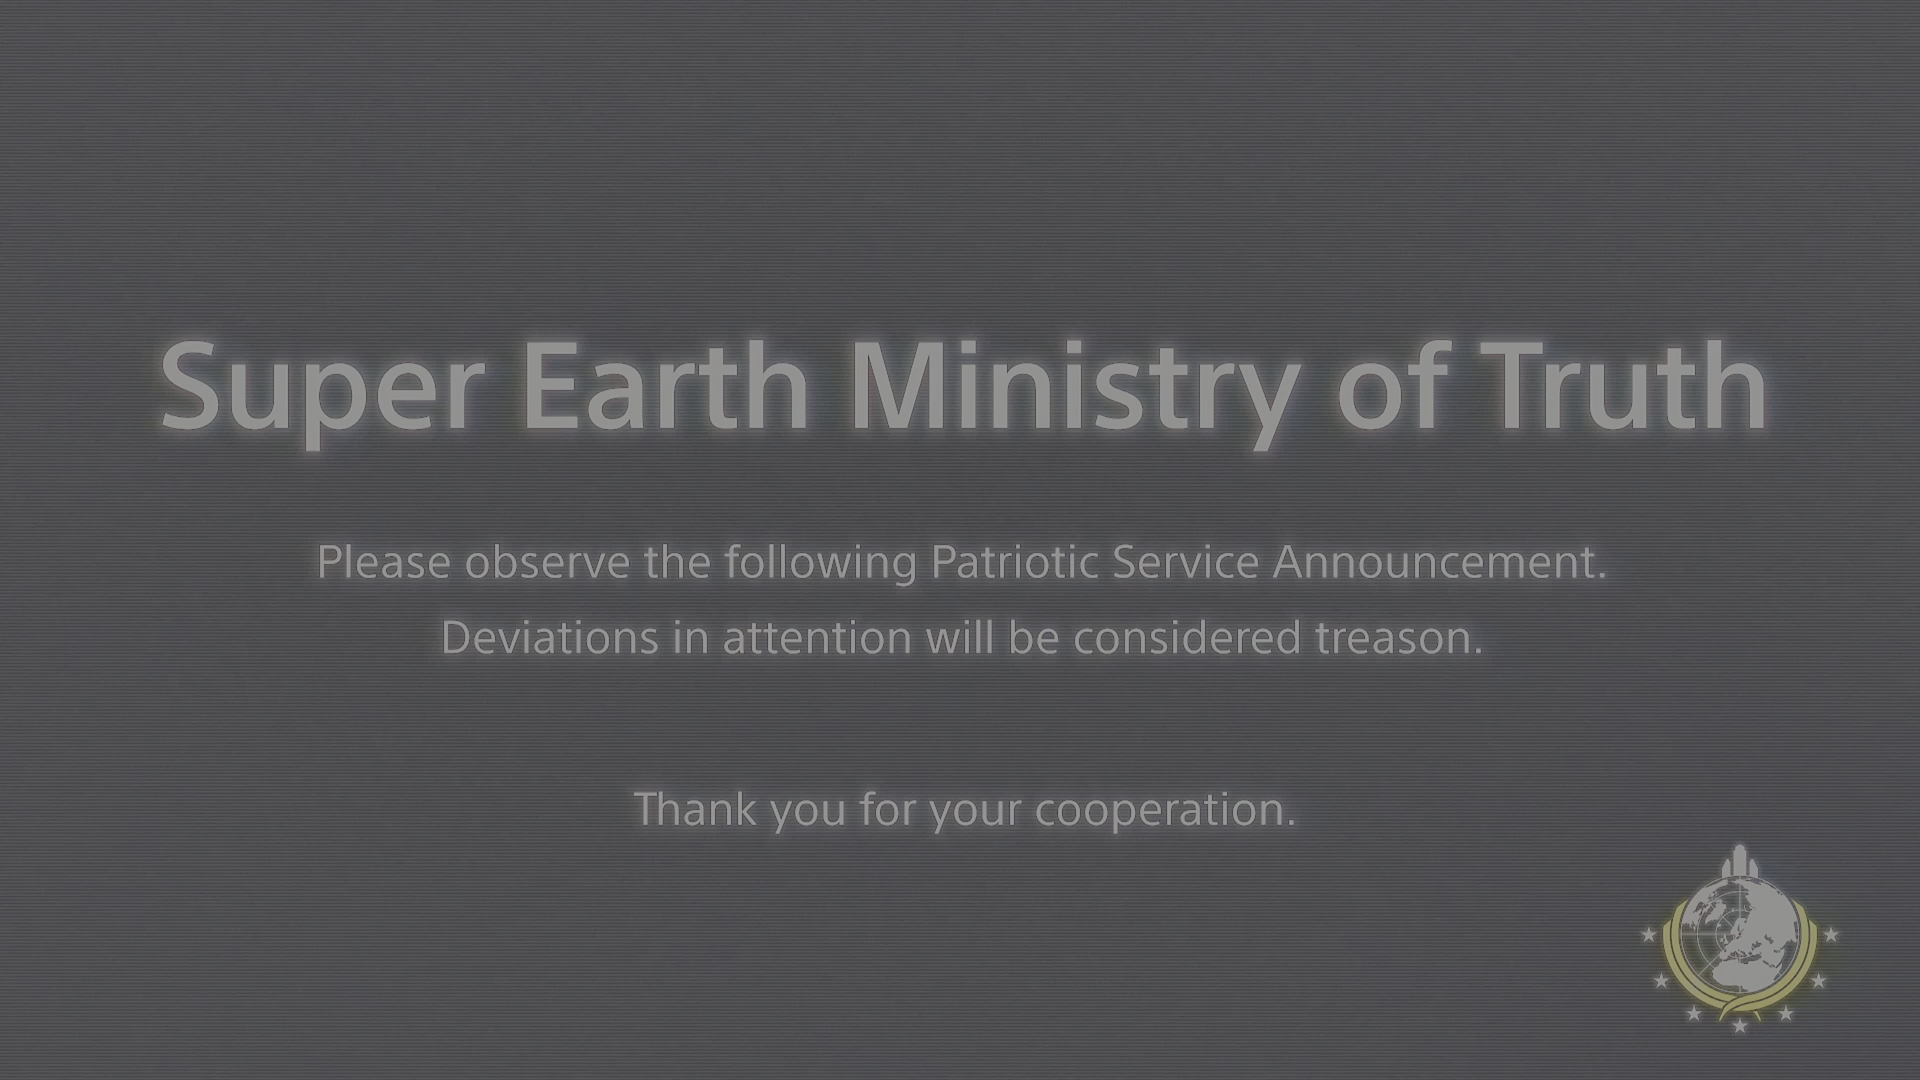 Super Earth Ministry of Truth
Please observe the following Patriotic Service Announcement.
Deviations in attention will be considered treason.
Thank you for your cooperation.